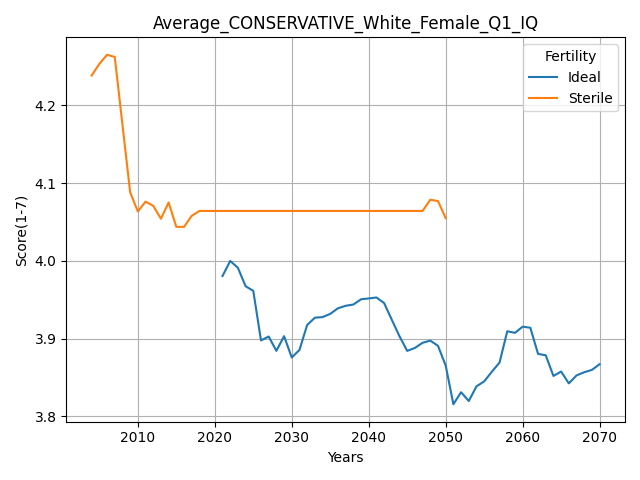 Average_CONSERVATIVE_White_Female_Q1_IQ
Fertility
Ideal
Sterile
Score(1-7)
4.2
4.1
4.0
3.9
3.8
2010 2020 2030 2040 2050 2060 2070
Years